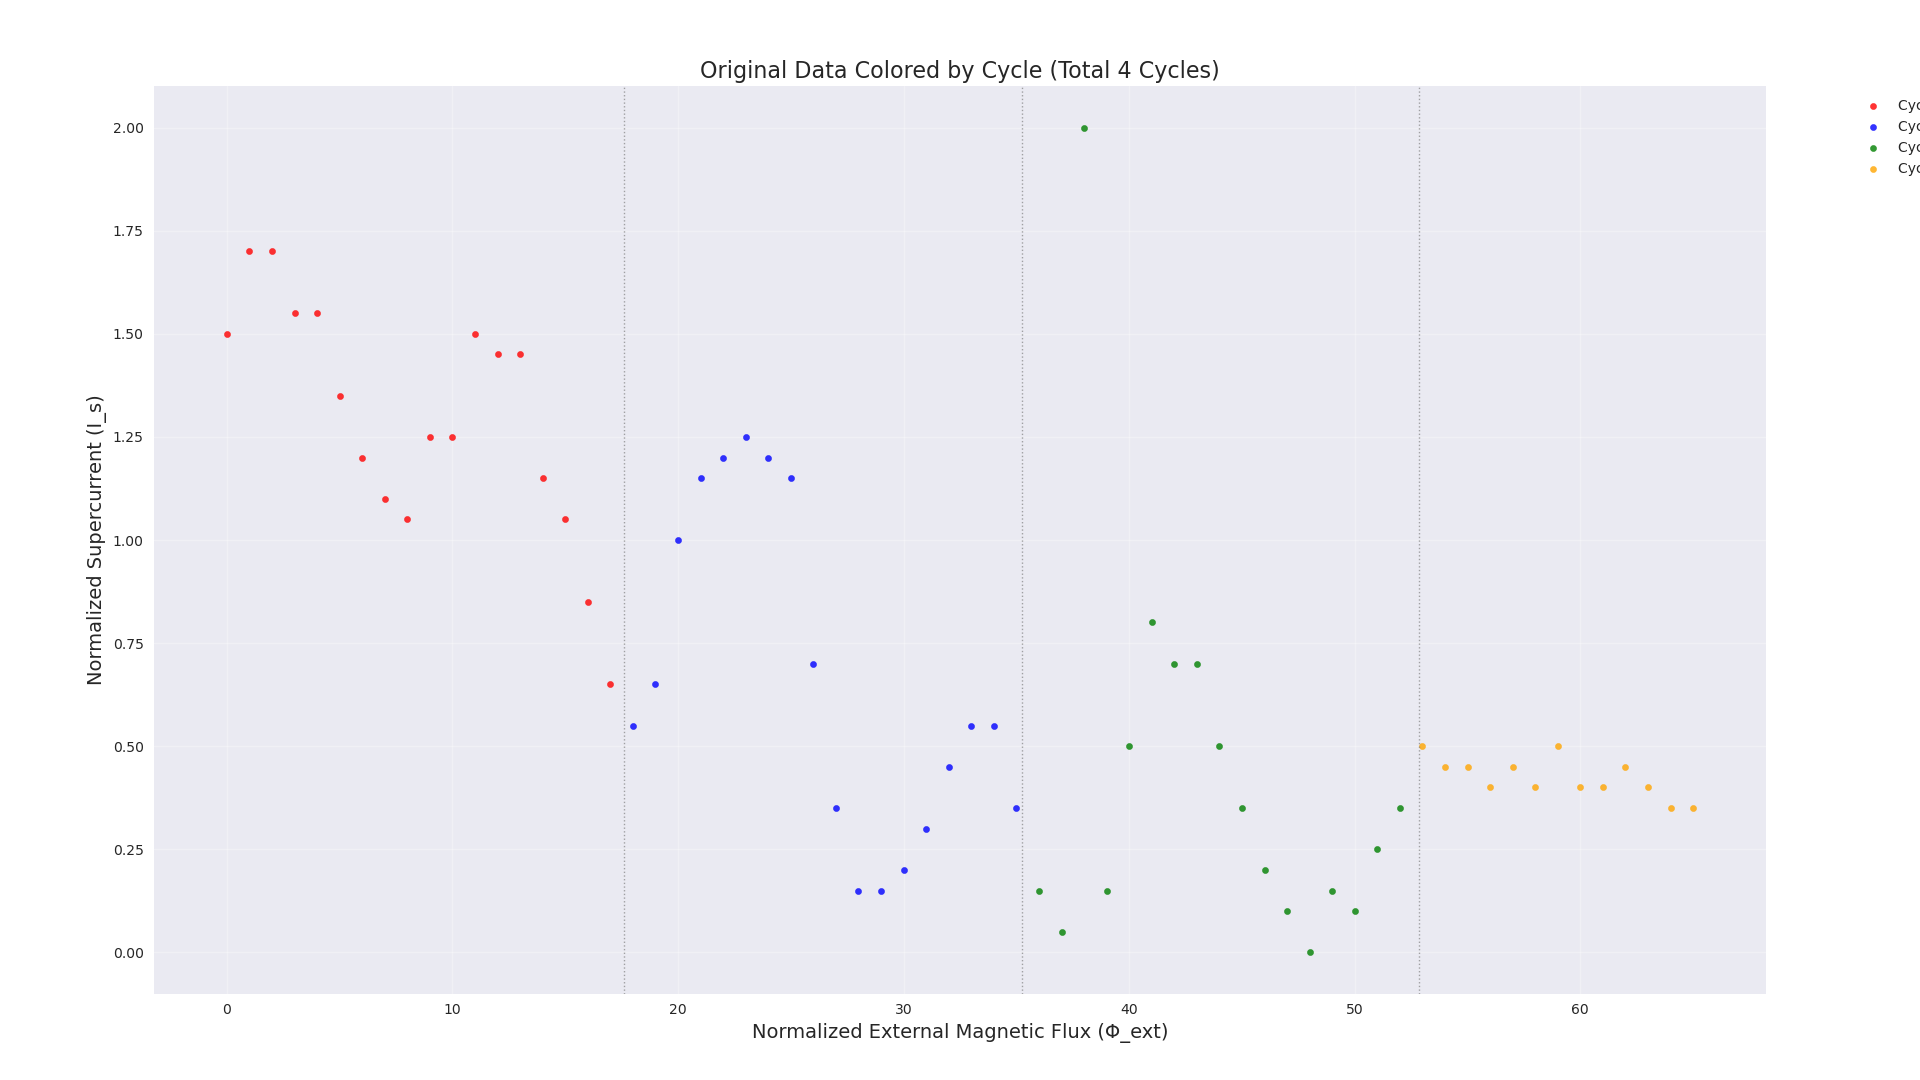 Original Data Colored by Cycle (Total 4 Cycles)
2.00
1.75
1.50
1.25
1.00
0.75
0.50
0.25
0.00
Normalized Supercurrent (I_s)
0 10 20 30 40 50 60
Normalized External Magnetic Flux (Φ_ext)
Cyc
Cyc
Cyc
Cyc